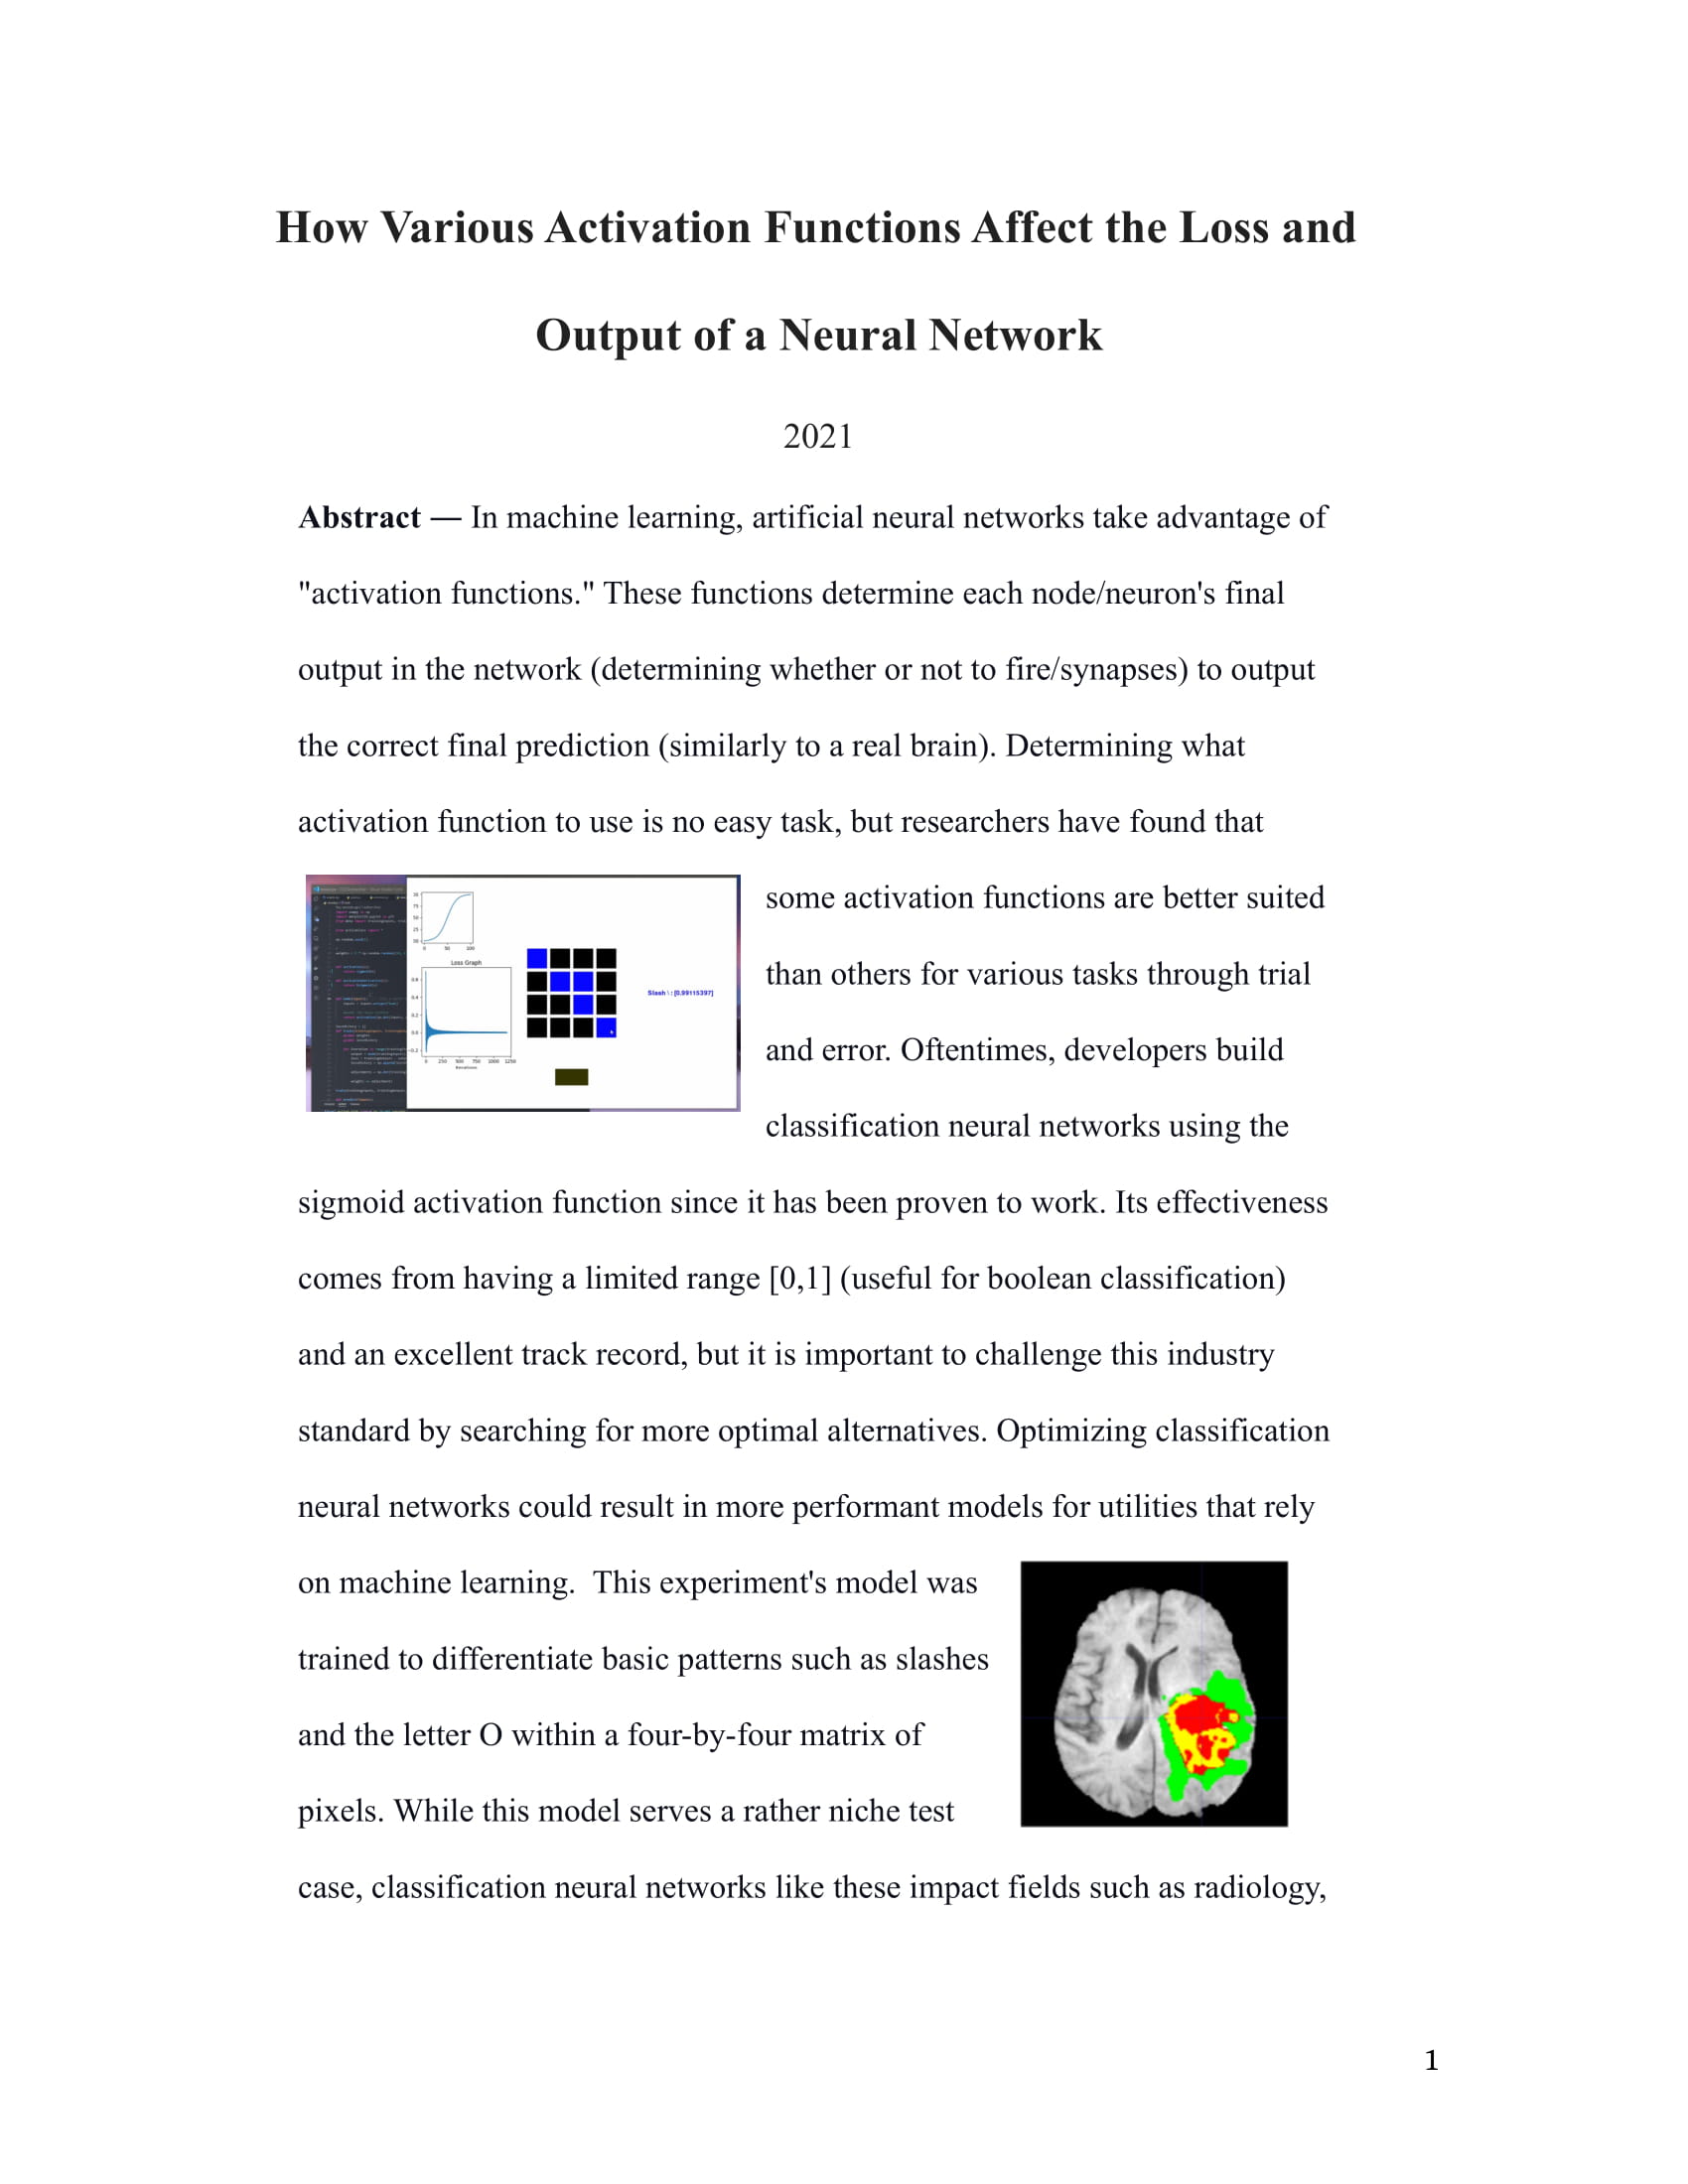 How Various Activation Functions Affect the Loss and
Output of a Neural Network
2021
Abstract — In machine learning, artificial neural networks take advantage of
"activation functions." These functions determine each node/neuron's final
output in the network (determining whether or not to fire/synapses) to output
the correct final prediction (similarly to a real brain). Determining what
activation function to use is no easy task, but researchers have found that
some activation functions are better suited
than others for various tasks through trial
and error. Oftentimes, developers build
classification neural networks using the
Loss Graph
Slash \ : [0.99115397]
sigmoid activation function since it has been proven to work. Its effectiveness
comes from having a limited range [0,1] (useful for boolean classification)
and an excellent track record, but it is important to challenge this industry
standard by searching for more optimal alternatives. Optimizing classification
neural networks could result in more performant models for utilities that rely
on machine learning.  This experiment's model was
trained to differentiate basic patterns such as slashes
and the letter O within a four-by-four matrix of
pixels. While this model serves a rather niche test
case, classification neural networks like these impact fields such as radiology,
1